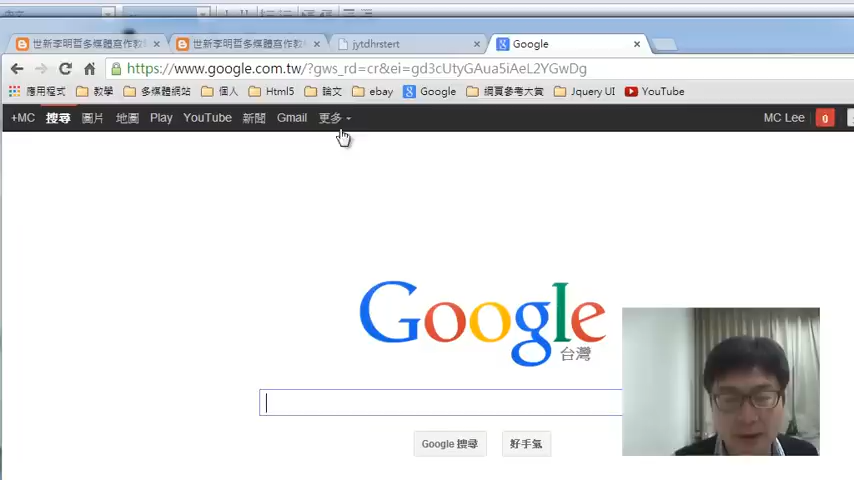 世新李明哲多媒體寫作教 × 世新李明哲多媒體寫作教 × jytdhrstert × Google ×
https://www.google.com.tw/?gws_rd=cr&ei=gd3cUtyGAua5iAeL2YGwDg
應用程式 教學 多媒體網站 個人 Html5 論文 ebay Google 網頁參考大賞 Jquery UI YouTube
+MC 搜尋 圖片 地圖 Play YouTube 新聞 Gmail 更多 MC Lee 0
Google
台灣
Google 搜尋 好手氣